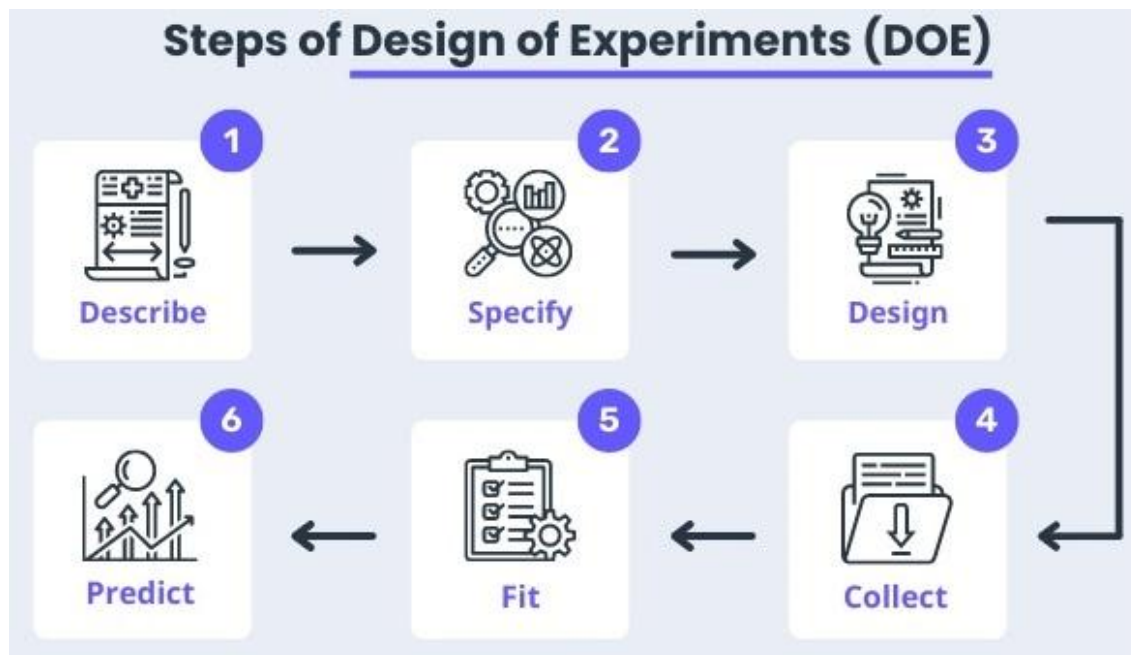 Steps of Design of Experiments (DOE)
1
Describe
2
Specify
3
Design
4
Collect
5
Fit
6
Predict